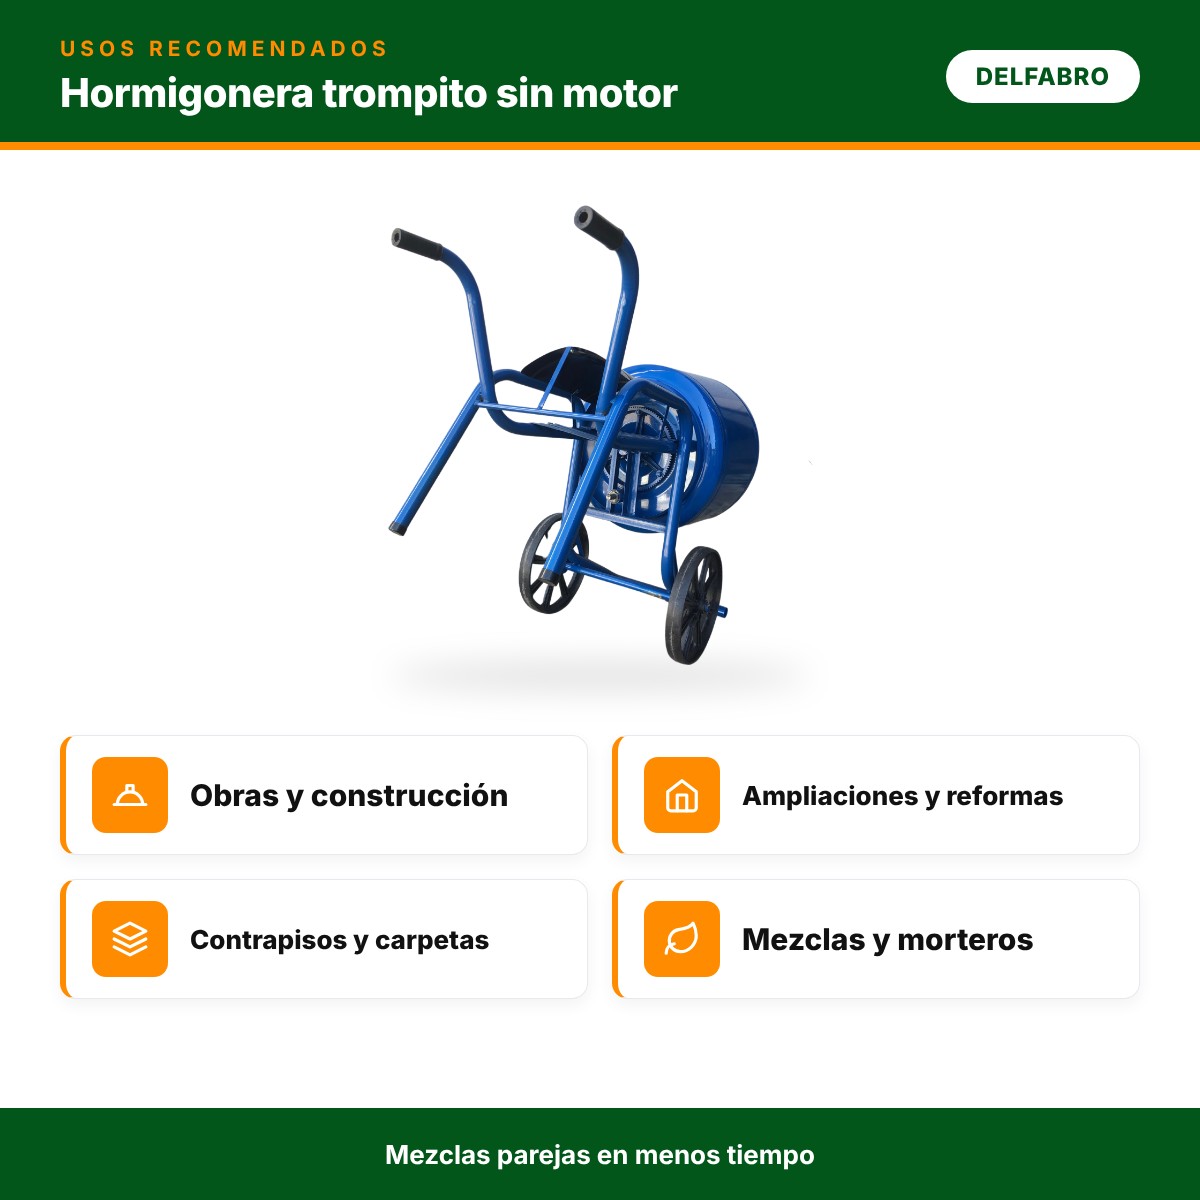 USOS RECOMENDADOS
Hormigonera trompito sin motor
DELFABRO
Obras y construcción
Ampliaciones y reformas
Contrapisos y carpetas
Mezclas y morteros
Mezclas parejas en menos tiempo